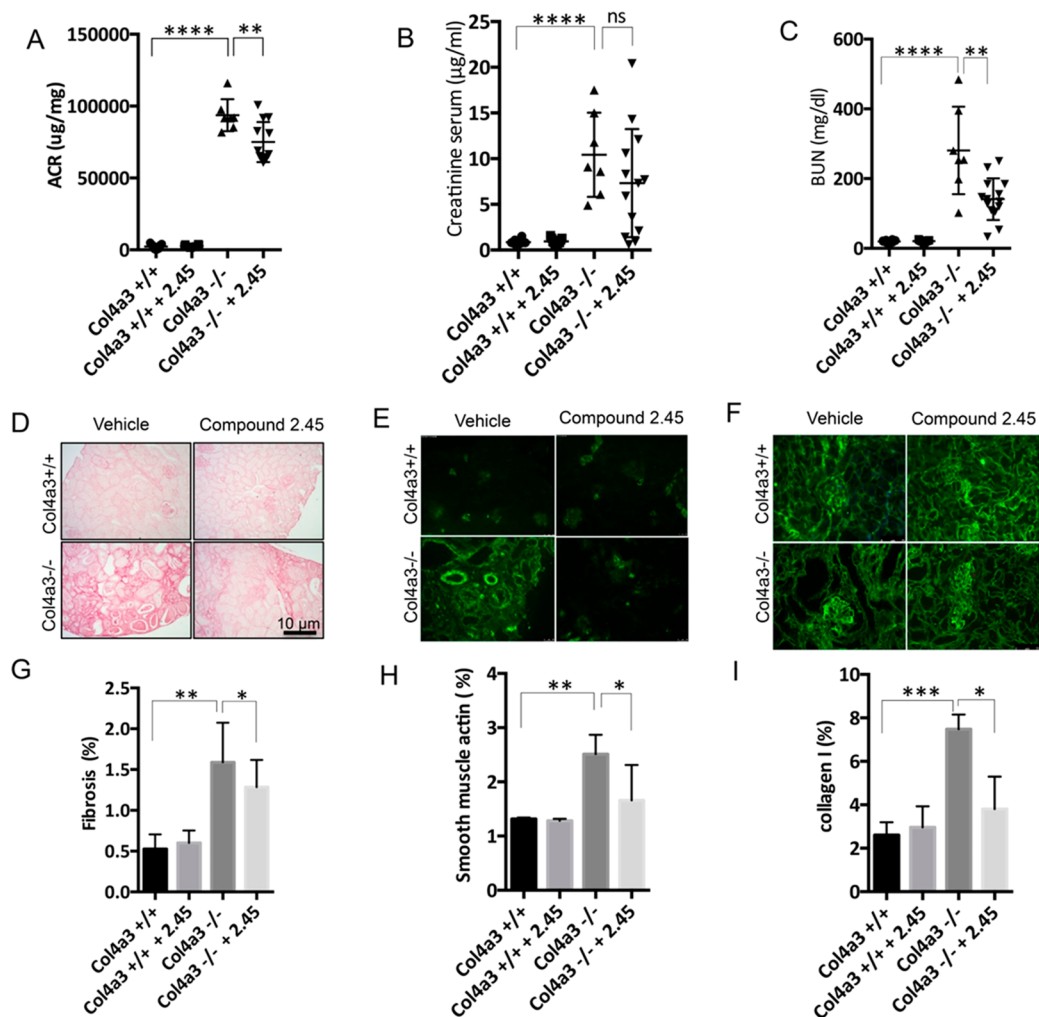 A
ACR (ug/mg)
150000
100000
50000
0
****
**
Col4a3 +/+
Col4a3 +/+ + 2.45
Col4a3 -/-
Col4a3 -/- + 2.45
B
Creatinine serum (µg/ml)
25
20
15
10
5
0
****
ns
Col4a3 +/+
Col4a3 +/+ + 2.45
Col4a3 -/-
Col4a3 -/- + 2.45
C
BUN (mg/dl)
600
400
200
0
****
**
Col4a3 +/+
Col4a3 +/+ + 2.45
Col4a3 -/-
Col4a3 -/- + 2.45
D
Vehicle
Compound 2.45
Col4a3+/+
Col4a3-/-
10 µm
E
Vehicle
Compound 2.45
Col4a3+/+
Col4a3-/-
F
Vehicle
Compound 2.45
Col4a3+/+
Col4a3-/-
G
Fibrosis (%)
2.5
2.0
1.5
1.0
0.5
0.0
**
*
Col4a3 +/+
Col4a3 +/+ + 2.45
Col4a3 -/-
Col4a3 -/- + 2.45
H
Smooth muscle actin ( %)
4
3
2
1
0
**
*
Col4a3 +/+
Col4a3 +/+ + 2.45
Col4a3 -/-
Col4a3 -/- + 2.45
I
collagen I (%)
10
8
6
4
2
0
***
*
Col4a3 +/+
Col4a3 +/+ + 2.45
Col4a3 -/-
Col4a3 -/- + 2.45